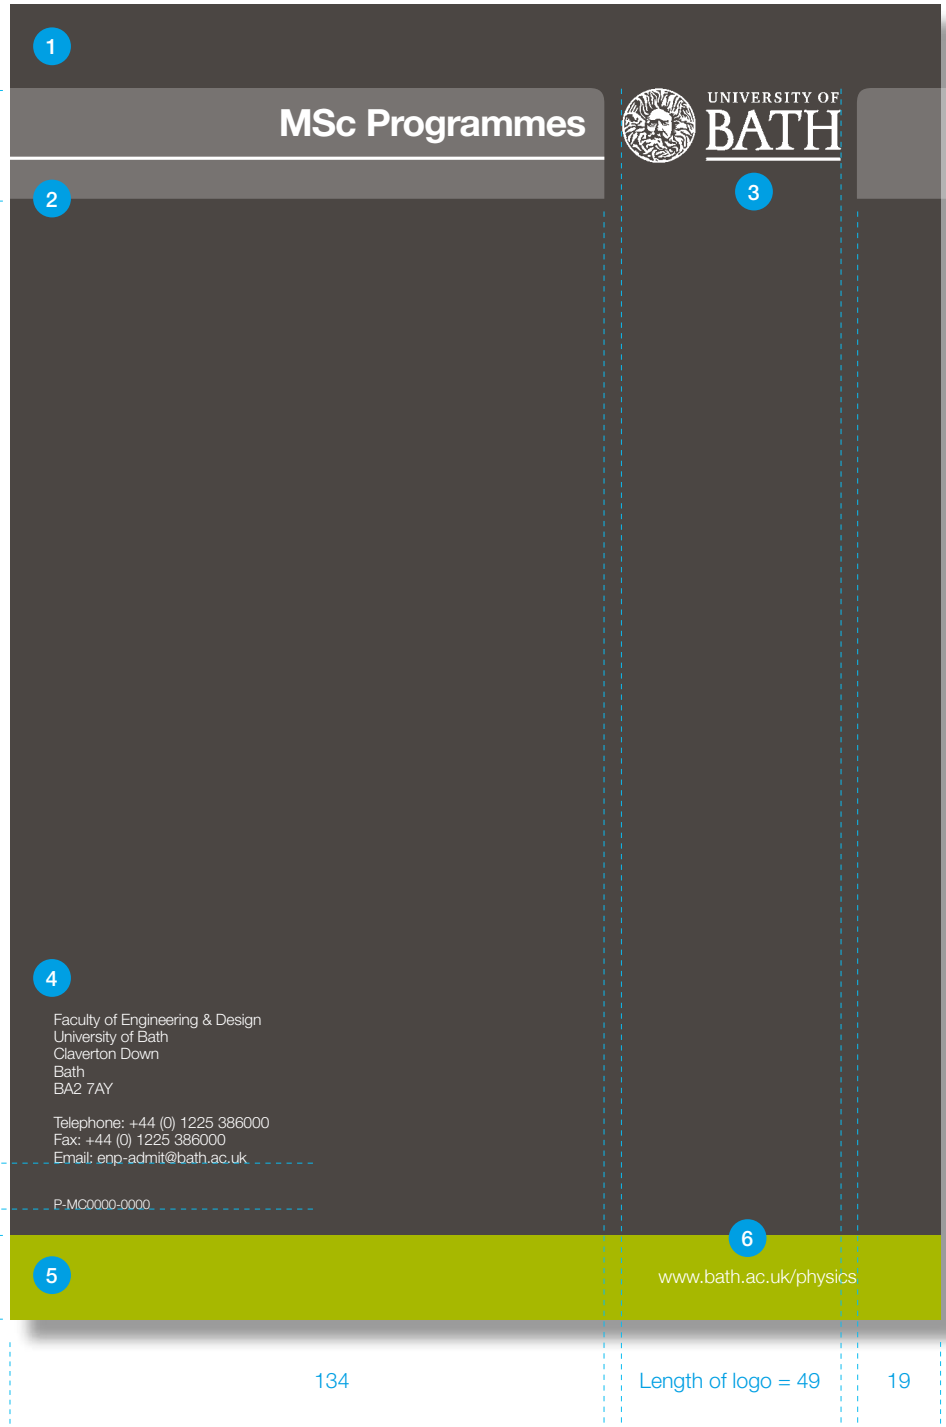 1
MSc Programmes
UNIVERSITY OF
BATH
2
3
4
Faculty of Engineering & Design
University of Bath
Claverton Down
Bath
BA2 7AY
Telephone: +44 (0) 1225 386000
Fax: +44 (0) 1225 386000
Email: enp-admit@bath.ac.uk
P-MC0000-0000
6
5
www.bath.ac.uk/physics
134
Length of logo = 49
19